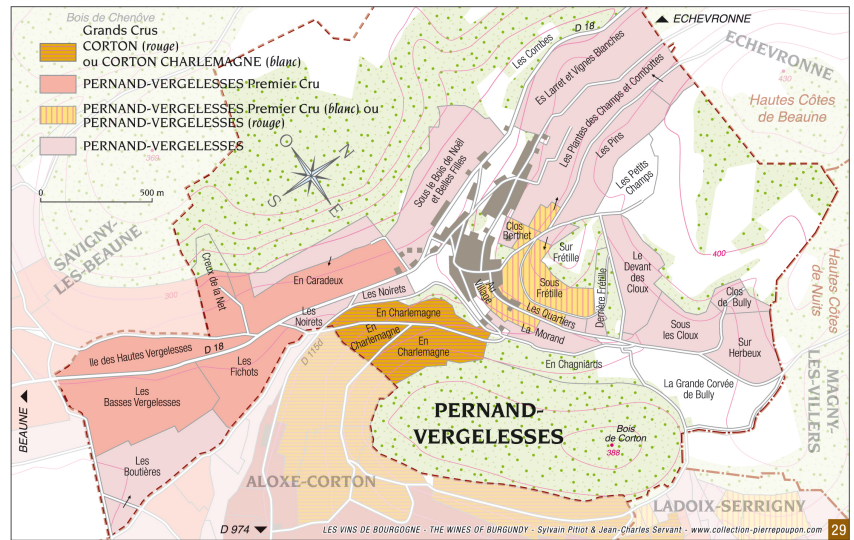 Bois de Chenôve
Grands Crus
CORTON (rouge)
ou CORTON CHARLEMAGNE (blanc)
PERNAND-VERGELESSES Premier Cru
PERNAND-VERGELESSES Premier Cru (blanc) ou
PERNAND-VERGELESSES (rouge)
PERNAND-VERGELESSES
360
0
500 m
N
S
E
D 18
ECHEVRONNE
ECHEVRONNE
430
Hautes Côtes
de Beaune
Les Combes
Es Larret et Vignes Blanches
Les Plantes des Champs et Combottes
Les Pins
Les Petits
Champs
Sous le Bois de Noël
et Belles Filles
Clos
Berthet
Sur
Frétille
Sous
Frétille
Au
Village
Les Quartiers
La Morand
Derrière Frétille
Le
Devant
des
Cloux
400
Hautes Côtes
de Nuits
Clos
de Bully
Sous
les Cloux
Sur
Herbeux
SAVIGNY-
LES-BEAUNE
300
Creux de la Net
En Caradeux
Les Noirets
Les
Noirets
En Charlemagne
En
Charlemagne
En
Charlemagne
En Chagniards
La Grande Corvée
de Bully
MAGNY-
LES-VILLERS
Ile des Hautes Vergelesses
D 18
D 115d
Les
Fichots
Les
Basses Vergelesses
BEAUNE
Les
Boutières
PERNAND-
VERGELESSES
Bois
de Corton
388
ALOXE-CORTON
LADOIX-SERRIGNY
D 974
LES VINS DE BOURGOGNE - THE WINES OF BURGUNDY - Sylvain Pitiot & Jean-Charles Servant - www.collection-pierrepoupon.com
29